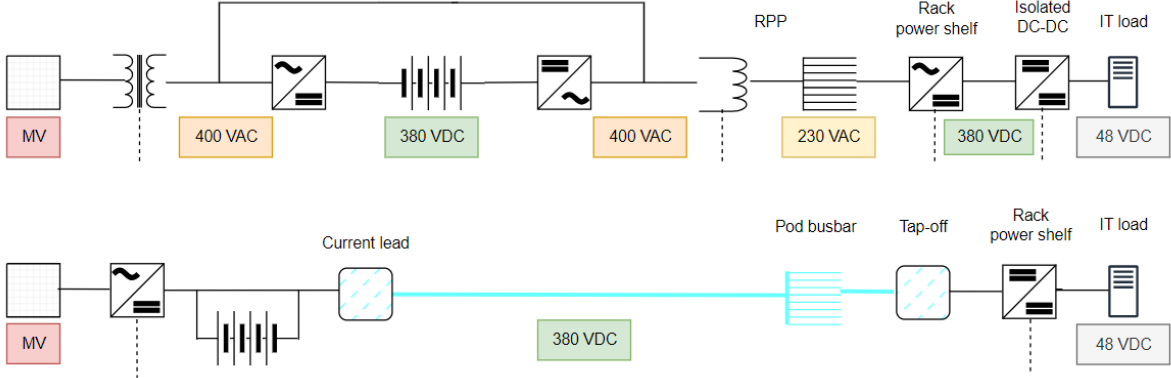 RPP
Rack
power shelf
Isolated
DC-DC
IT load
MV
400 VAC
380 VDC
400 VAC
230 VAC
380 VDC
48 VDC
Current lead
Pod busbar
Tap-off
Rack
power shelf
IT load
MV
380 VDC
48 VDC